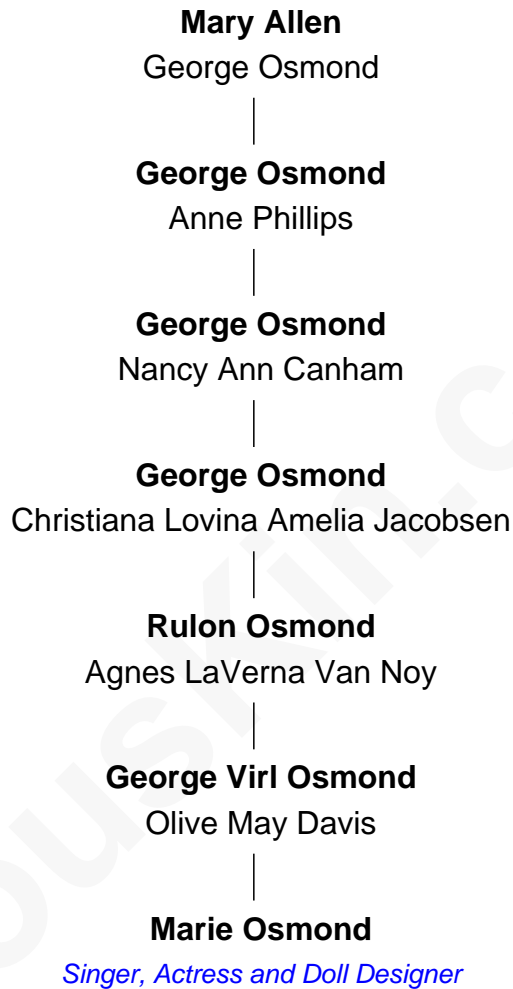 Mary Allen
George Osmond
George Osmond
Anne Phillips
George Osmond
Nancy Ann Canham
George Osmond
Christiana Lovina Amelia Jacobsen
Rulon Osmond
Agnes LaVerna Van Noy
George Virl Osmond
Olive May Davis
Marie Osmond
Singer, Actress and Doll Designer